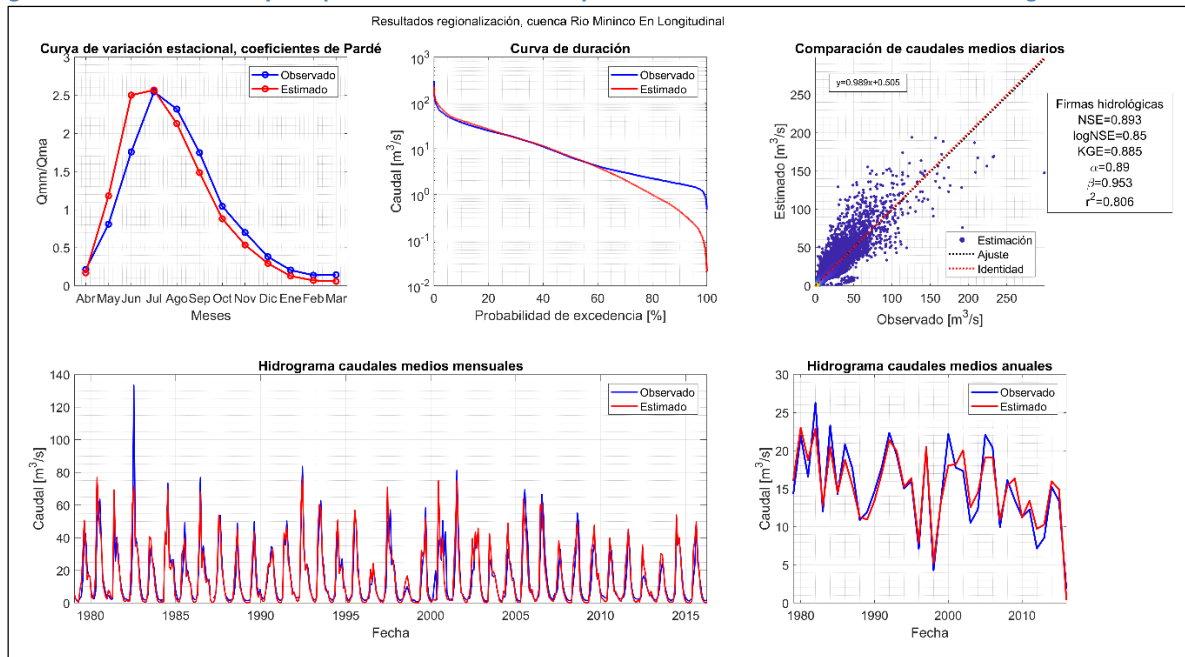 Resultados regionalización, cuenca Rio Mininco En Longitudinal
Curva de variación estacional, coeficientes de Pardé
Qmm/Qma
3
2.5
2
1.5
1
0.5
0
Abr May Jun Jul Ago Sep Oct Nov Dic Ene Feb Mar
Meses
Observado
Estimado
Curva de duración
Caudal [m³/s]
10³
10²
10¹
10⁰
10⁻¹
10⁻²
0 20 40 60 80 100
Probabilidad de excedencia [%]
Observado
Estimado
Comparación de caudales medios diarios
y=0.989x+0.505
Estimado [m³/s]
250
200
150
100
50
0
0 50 100 150 200 250
Observado [m³/s]
Estimación
Ajuste
Identidad
Firmas hidrológicas
NSE=0.893
logNSE=0.85
KGE=0.885
α=0.89
β=0.953
r²=0.806
Hidrograma caudales medios mensuales
Caudal [m³/s]
140
120
100
80
60
40
20
0
1980 1985 1990 1995 2000 2005 2010 2015
Fecha
Observado
Estimado
Hidrograma caudales medios anuales
Caudal [m³/s]
30
25
20
15
10
5
0
1980 1990 2000 2010
Fecha
Observado
Estimado